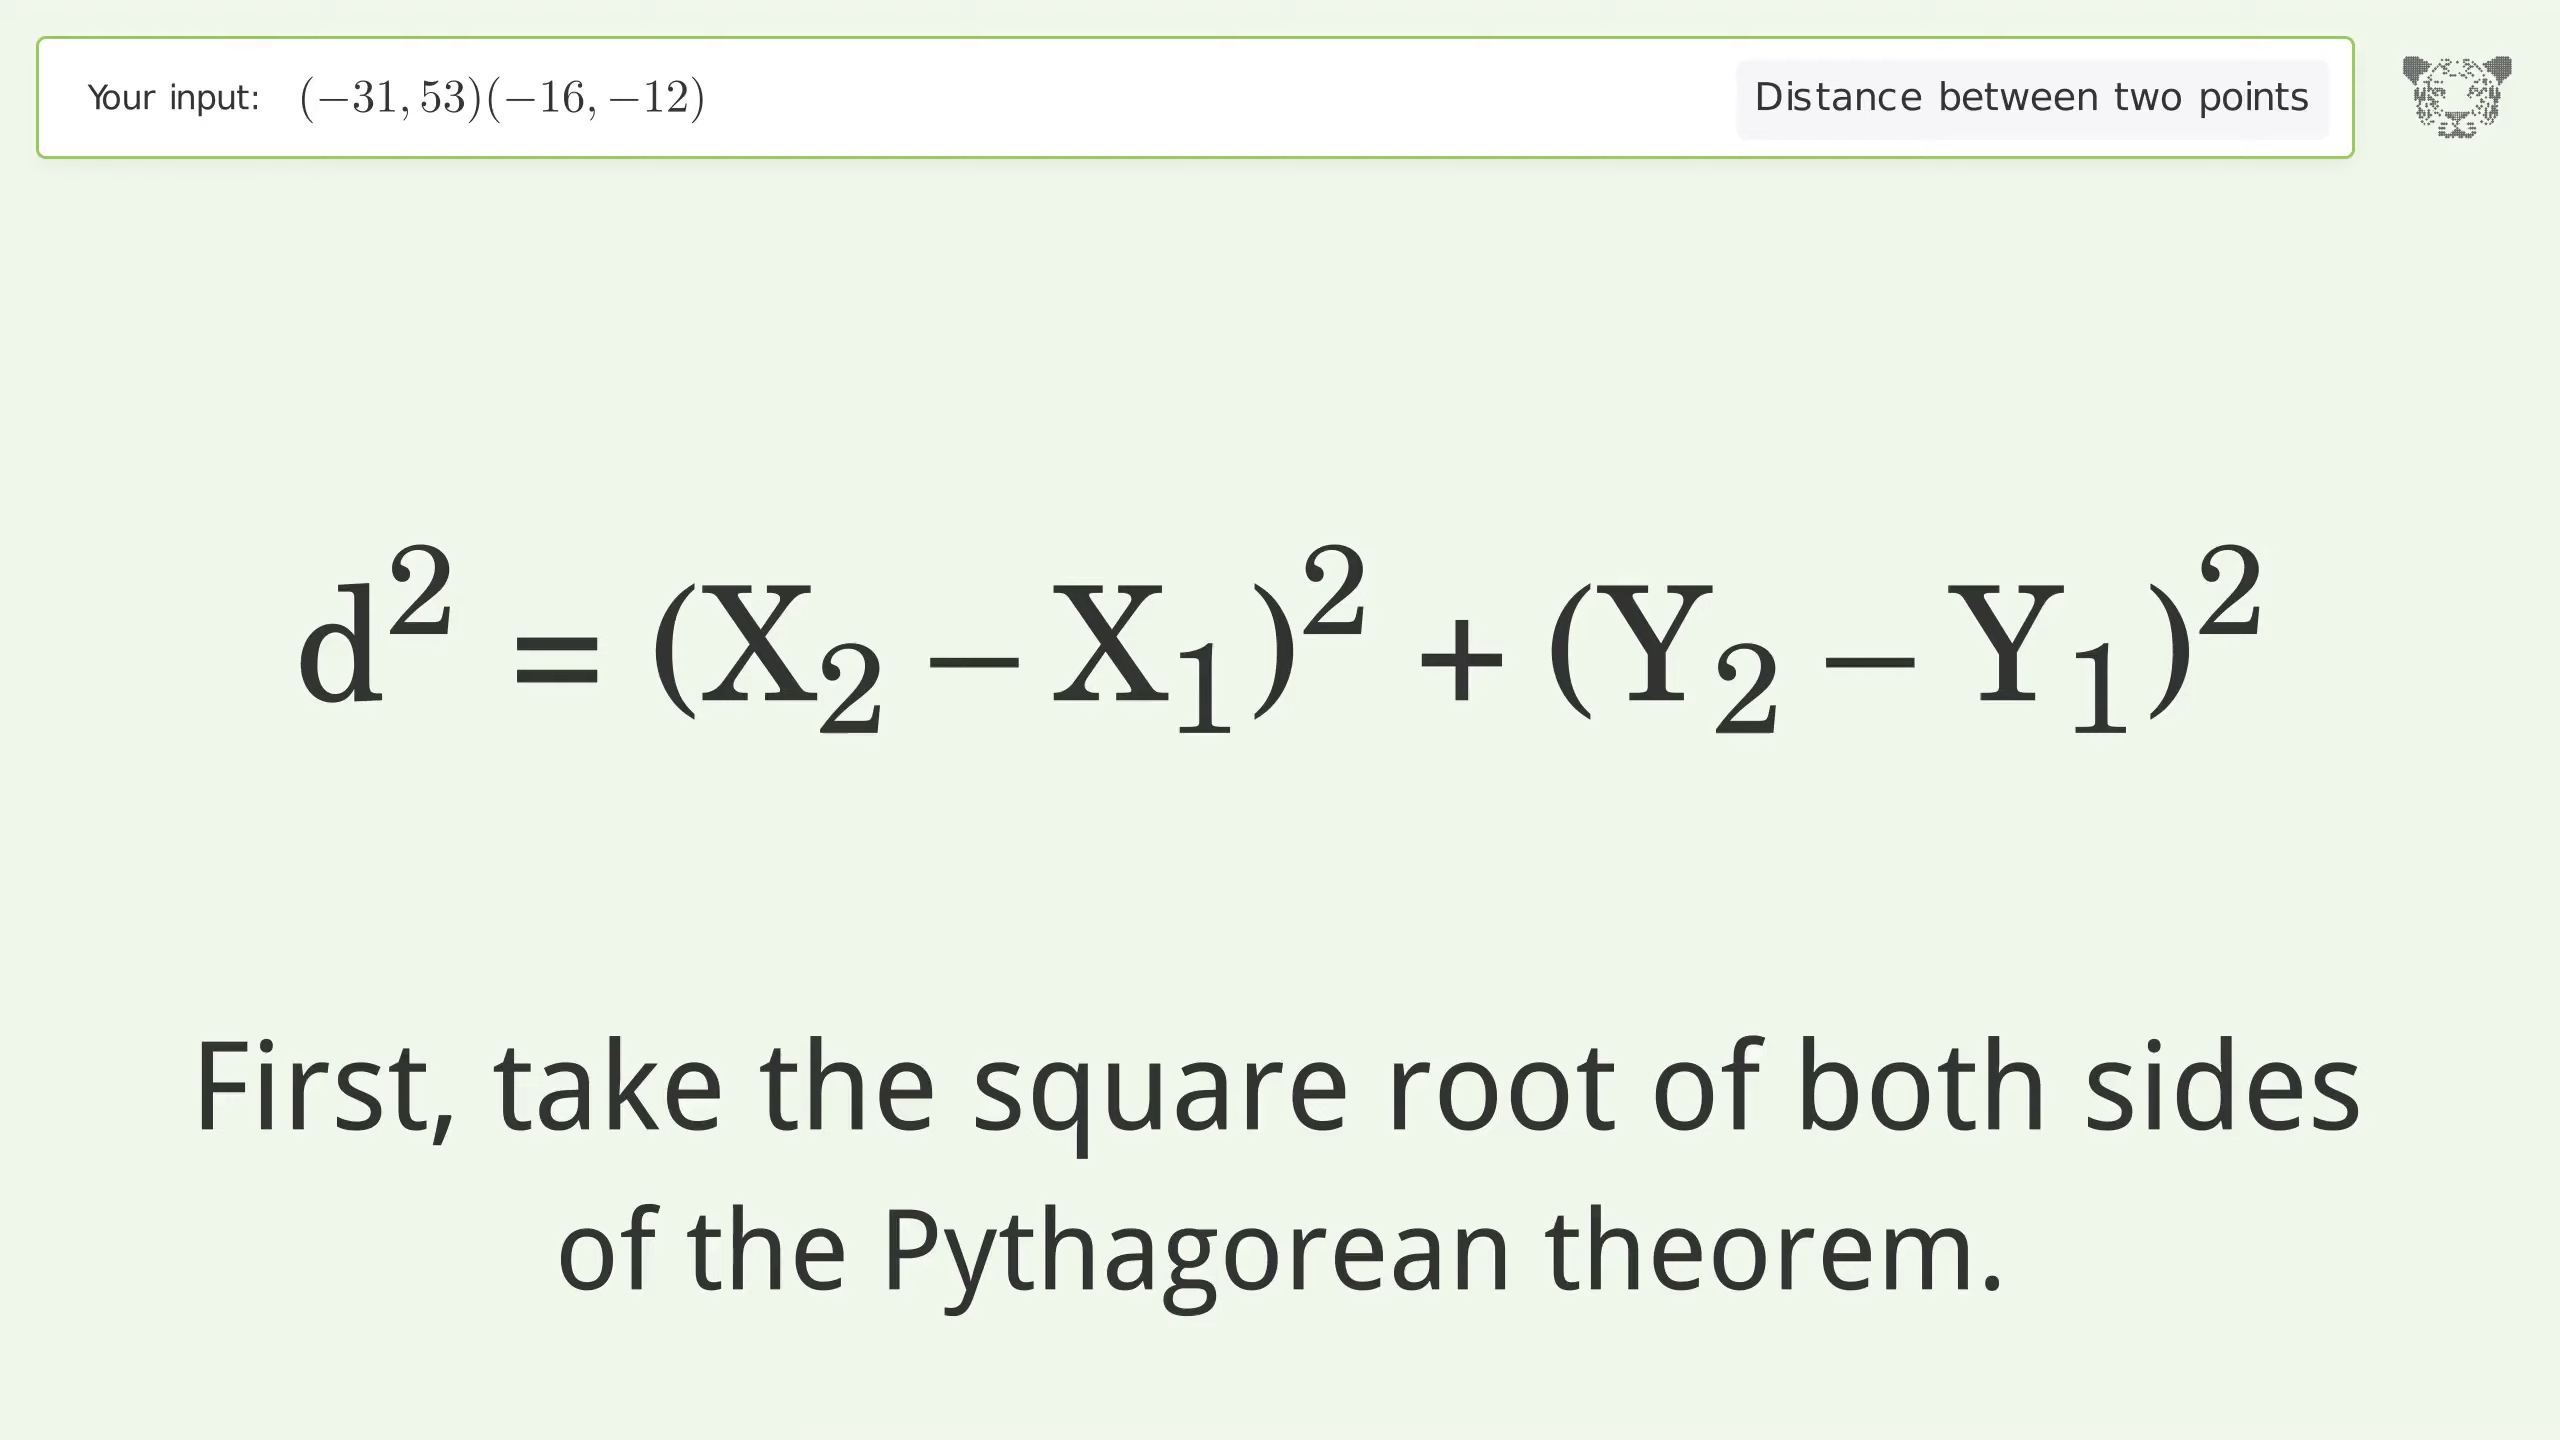 Your input: (−31, 53)(−16, −12) Distance between two points
d² = (X₂ − X₁)² + (Y₂ − Y₁)²
First, take the square root of both sides
of the Pythagorean theorem.